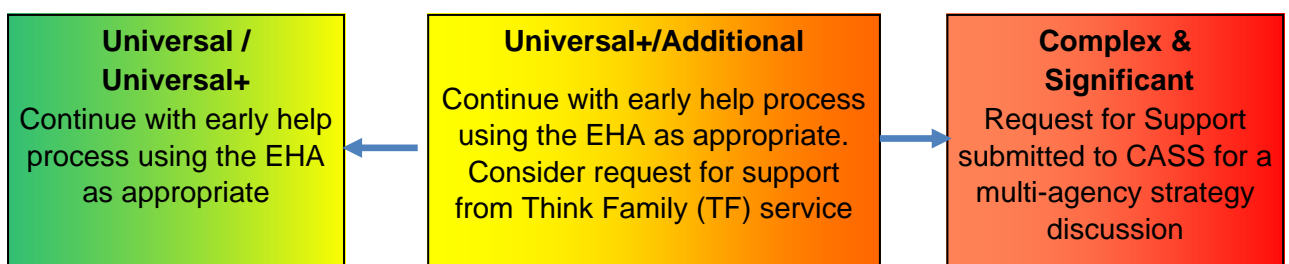 Universal /
Universal+
Continue with early help
process using the EHA
as appropriate
Universal+/Additional
Continue with early help process
using the EHA as appropriate.
Consider request for support
from Think Family (TF) service
Complex &
Significant
Request for Support
submitted to CASS for a
multi-agency strategy
discussion